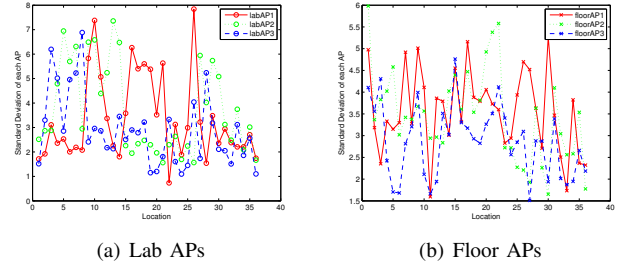 8
7
6
5
4
3
2
1
0
0 5 10 15 20 25 30 35 40
Location
Standard Deviation of each AP
labAP1
labAP2
labAP3
(a) Lab APs
6
5.5
5
4.5
4
3.5
3
2.5
2
1.5
0 5 10 15 20 25 30 35 40
Location
Standard Deviation of each AP
floorAP1
floorAP2
floorAP3
(b) Floor APs